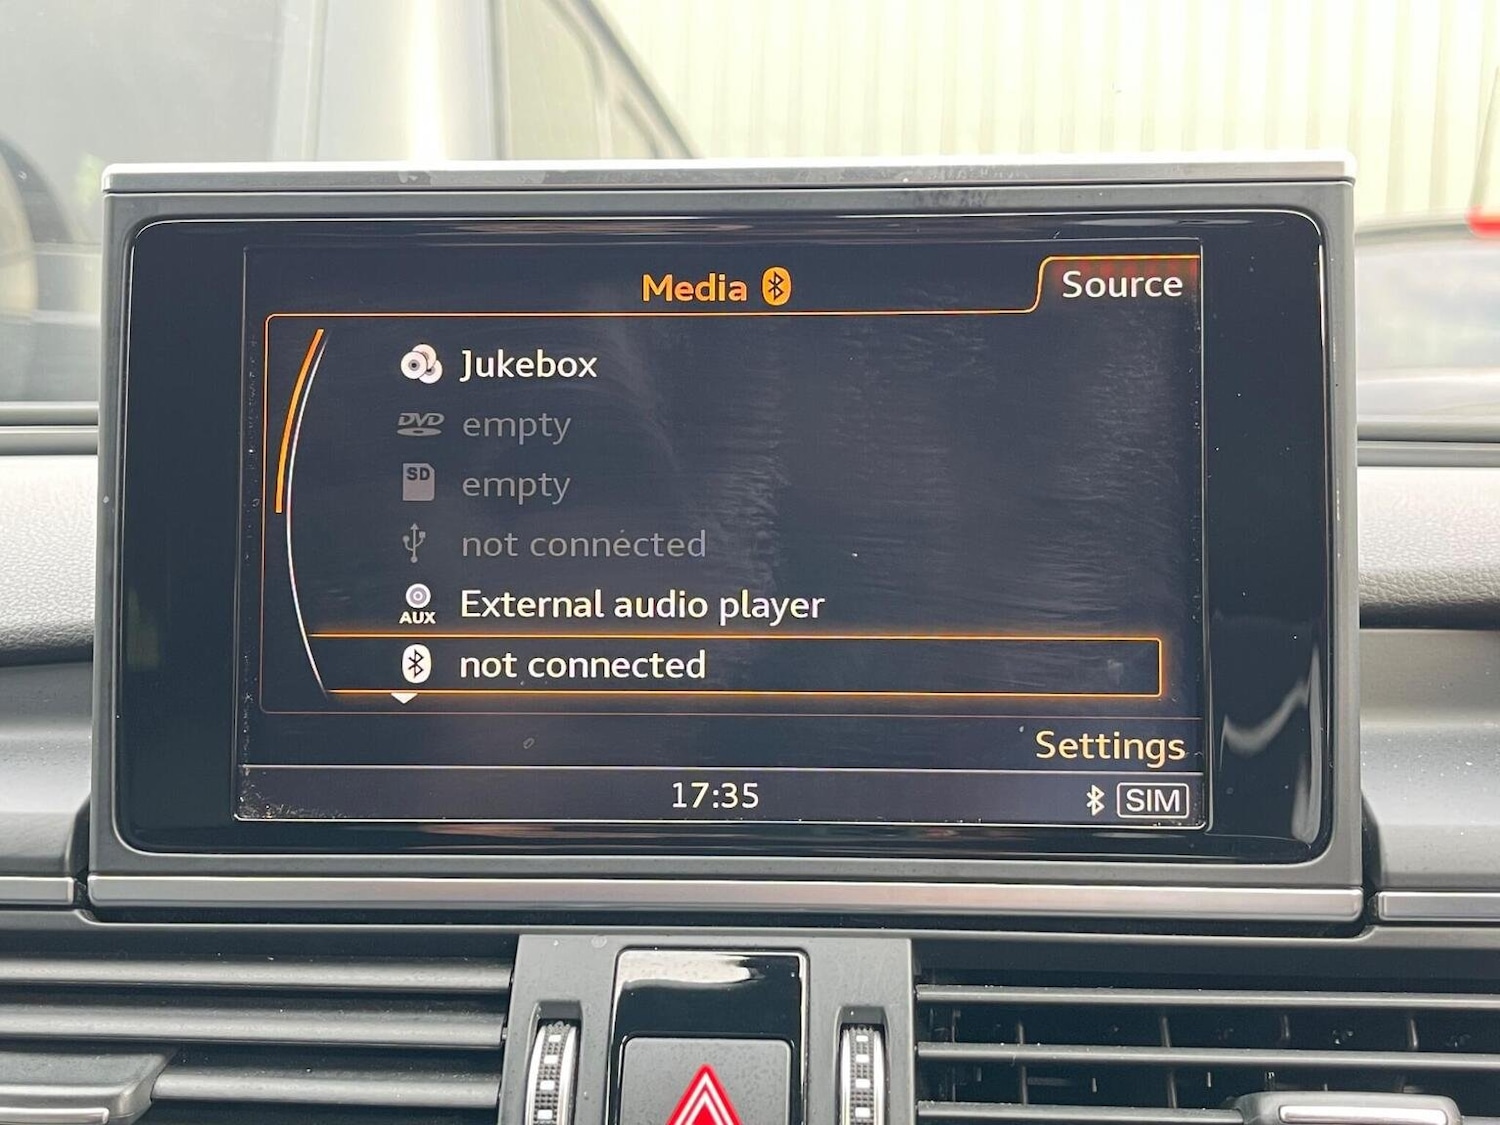 Media
Source
Jukebox
DVD empty
SD empty
not connected
AUX External audio player
not connected
Settings
17:35
SIM